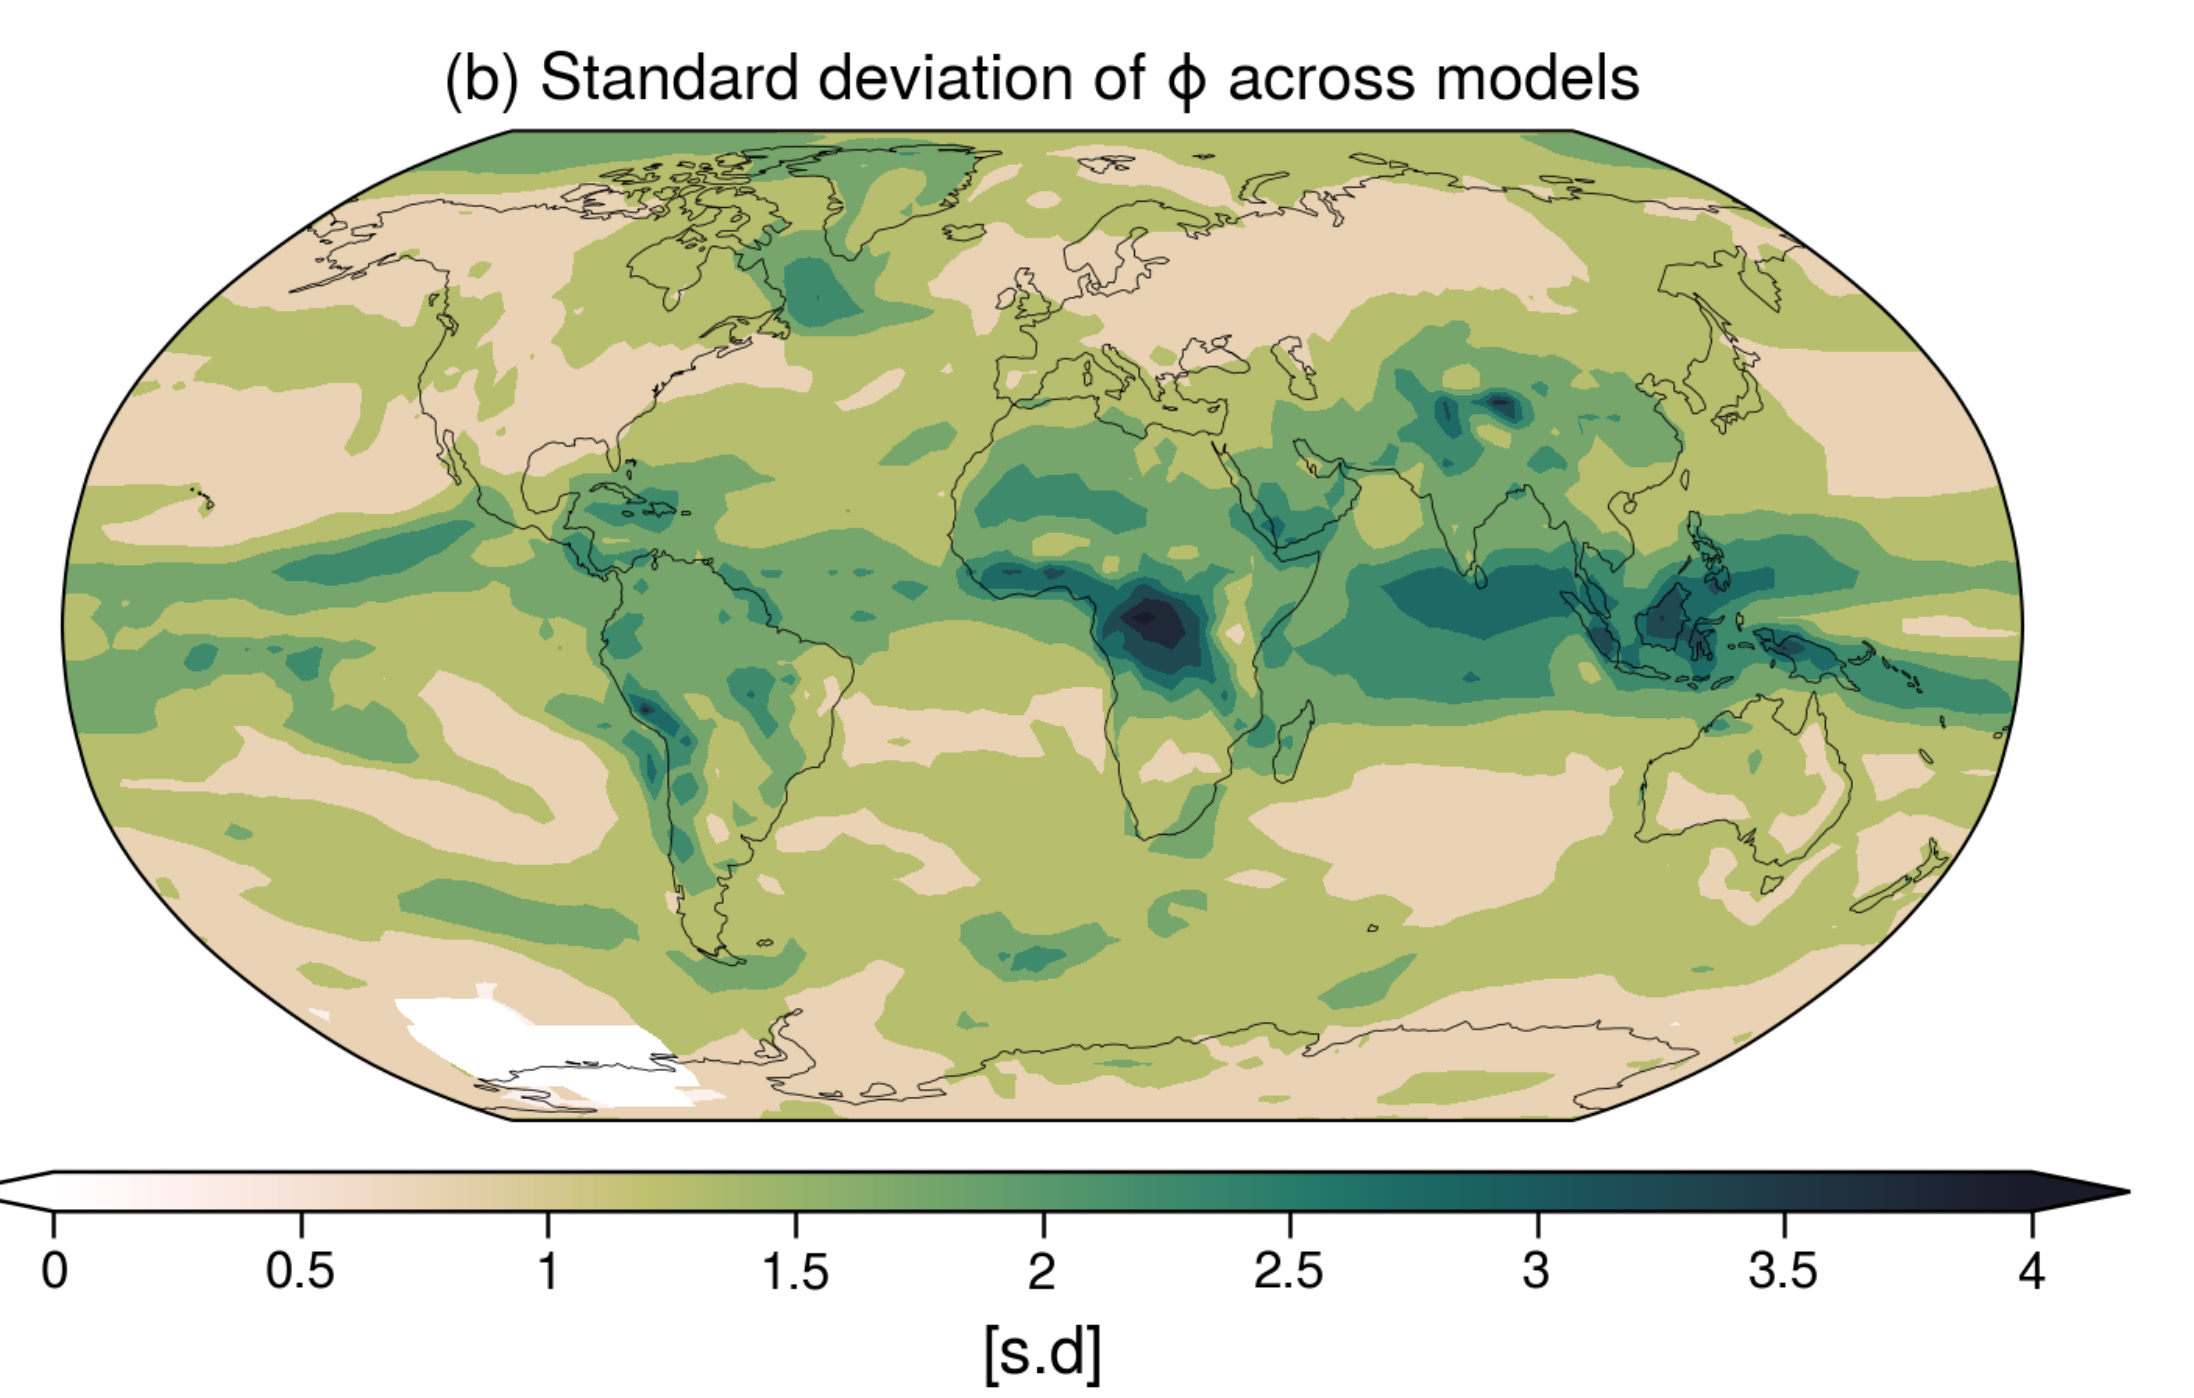 (b) Standard deviation of ϕ across models
0 0.5 1 1.5 2 2.5 3 3.5 4
[s.d]